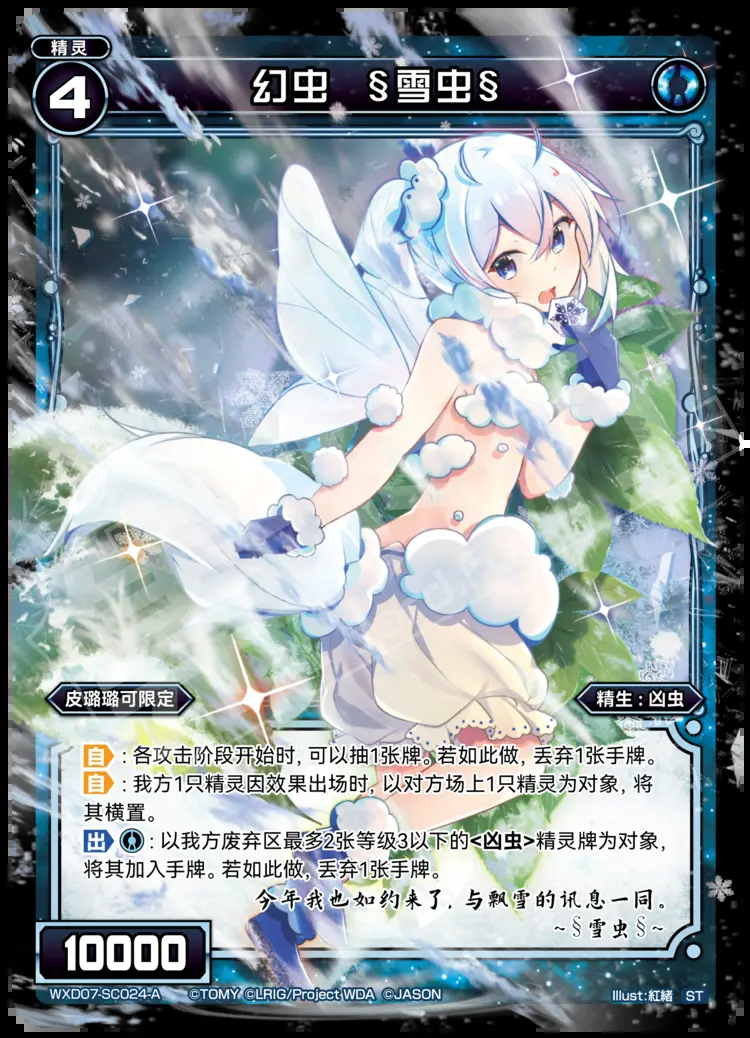 精灵
4
幻虫 §雪虫§
皮璐璐可限定
精生:凶虫
自:各攻击阶段开始时,可以抽1张牌。若如此做,丢弃1张手牌。
自:我方1只精灵因效果出场时,以对方场上1只精灵为对象,将
其横置。
出:以我方废弃区最多2张等级3以下的<凶虫>精灵牌为对象,
将其加入手牌。若如此做,丢弃1张手牌。
今年我也如约来了,与飘雪的讯息一同。
~§雪虫§~
10000
WXD07-SC024-A ©TOMY ©LRIG/Project WDA ©JASON
Illust:紅緒 ST